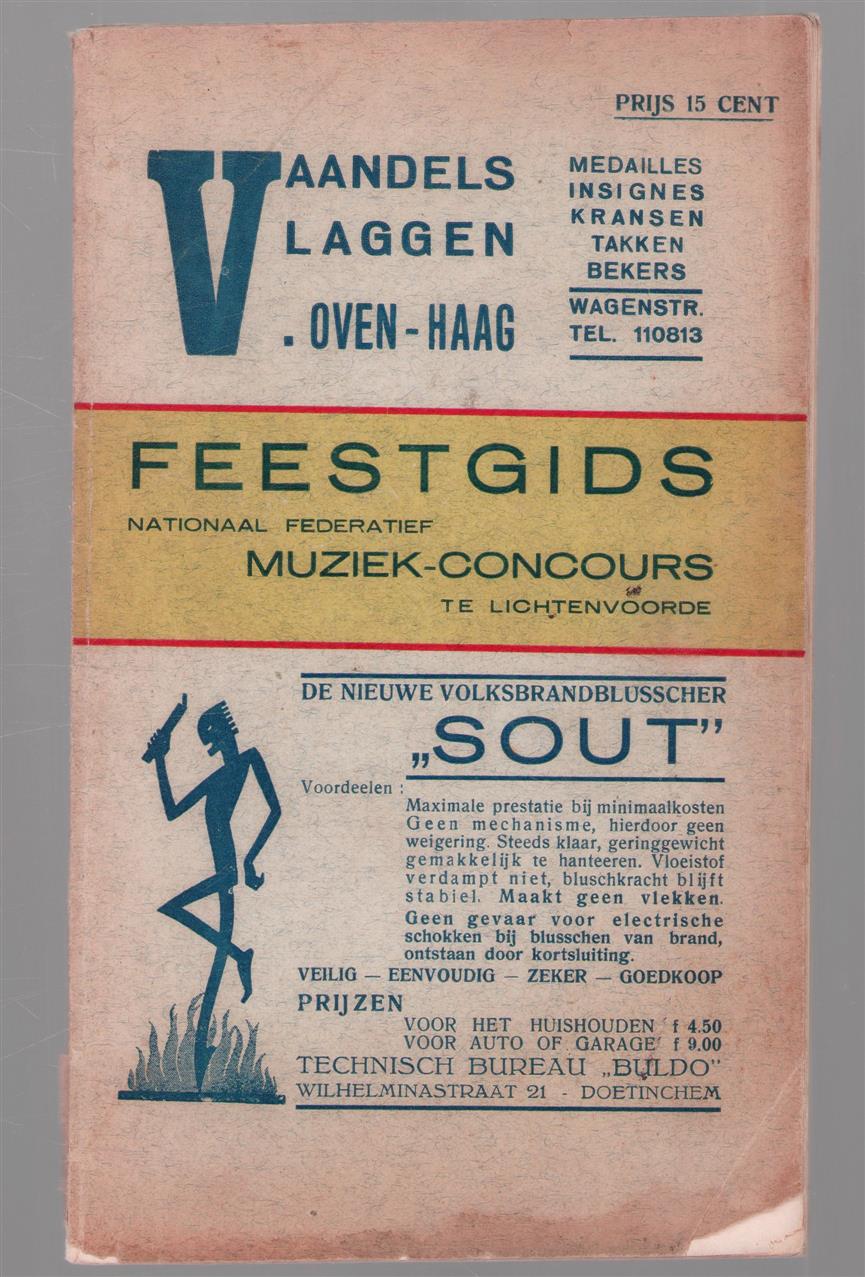 PRIJS 15 CENT
VAANDELS
VLAGGEN
V. OVEN-HAAG
MEDAILLES
INSIGNES
KRANSEN
TAKKEN
BEKERS
WAGENSTR.
TEL. 110813
FEESTGIDS
NATIONAAL FEDERATIEF
MUZIEK-CONCOURS
TE LICHTENVOORDE
DE NIEUWE VOLKSBRANDBLUSSCHER
„SOUT”
Voordeelen :
Maximale prestatie bij minimaalkosten
Geen mechanisme, hierdoor geen
weigering. Steeds klaar, geringgewicht
gemakkelijk te hanteeren. Vloeistof
verdampt niet, bluschkracht blijft
stabiel. Maakt geen vlekken.
Geen gevaar voor electrische
schokken bij blusschen van brand,
ontstaan door kortsluiting.
VEILIG — EENVOUDIG — ZEKER — GOEDKOOP
PRIJZEN
VOOR HET HUISHOUDEN f 4.50
VOOR AUTO OF GARAGE f 9.00
TECHNISCH BUREAU „BULDO”
WILHELMINASTRAAT 21 - DOETINCHEM